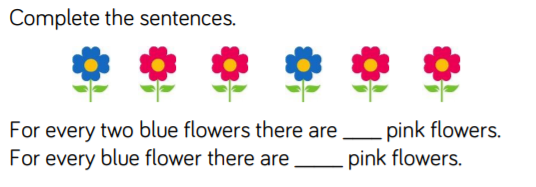 Complete the sentences.
For every two blue flowers there are ____ pink flowers.
For every blue flower there are _____ pink flowers.